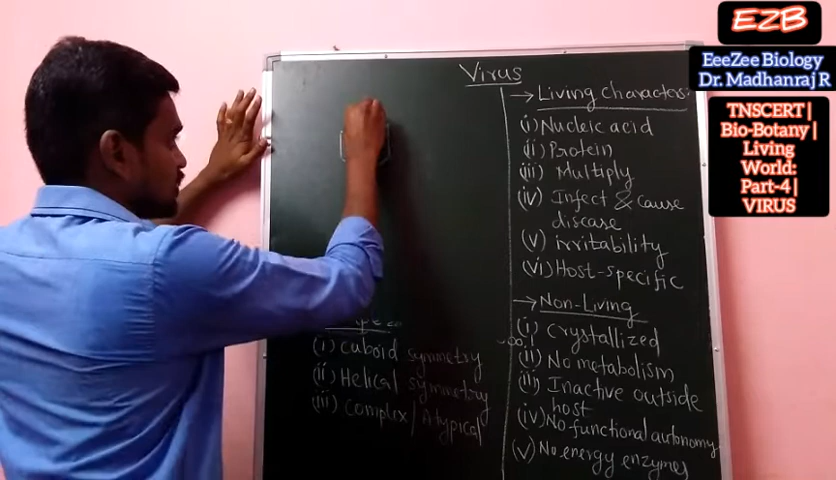 EZB
EeeZee Biology
Dr. Madhanraj R
TNSCERT |
Bio-Botany |
Living
World:
Part-4 |
VIRUS
Virus
→ Living characters:
(i) Nucleic acid
(ii) Protein
(iii) Multiply
(iv) Infect & cause
disease
(v) irritability
(vi) Host-specific
→ Non-Living
(i) Crystallized
(ii) No metabolism
(iii) Inactive outside
host
(iv) No functional autonomy
(v) No energy enzymes
(i) Cuboid symmetry
(ii) Helical symmetry
(iii) Complex/Atypical